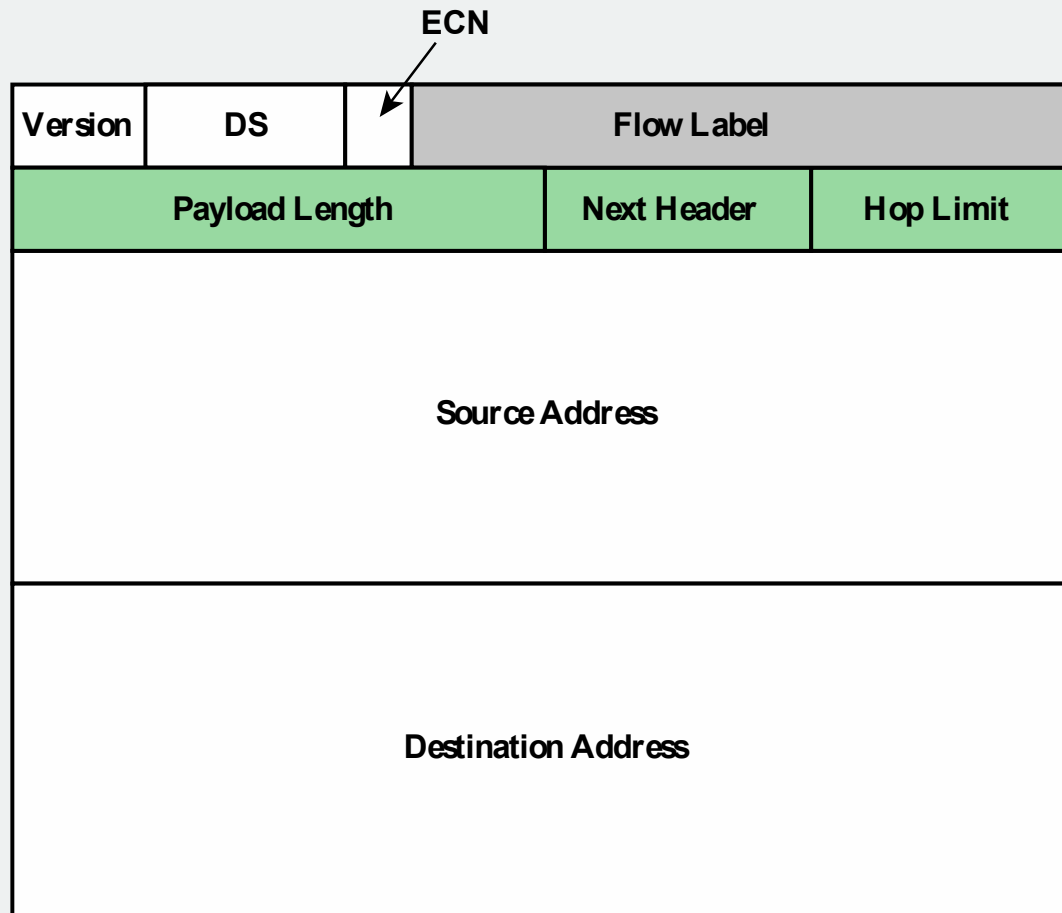 ECN
Version DS Flow Label
Payload Length Next Header Hop Limit
Source Address
Destination Address